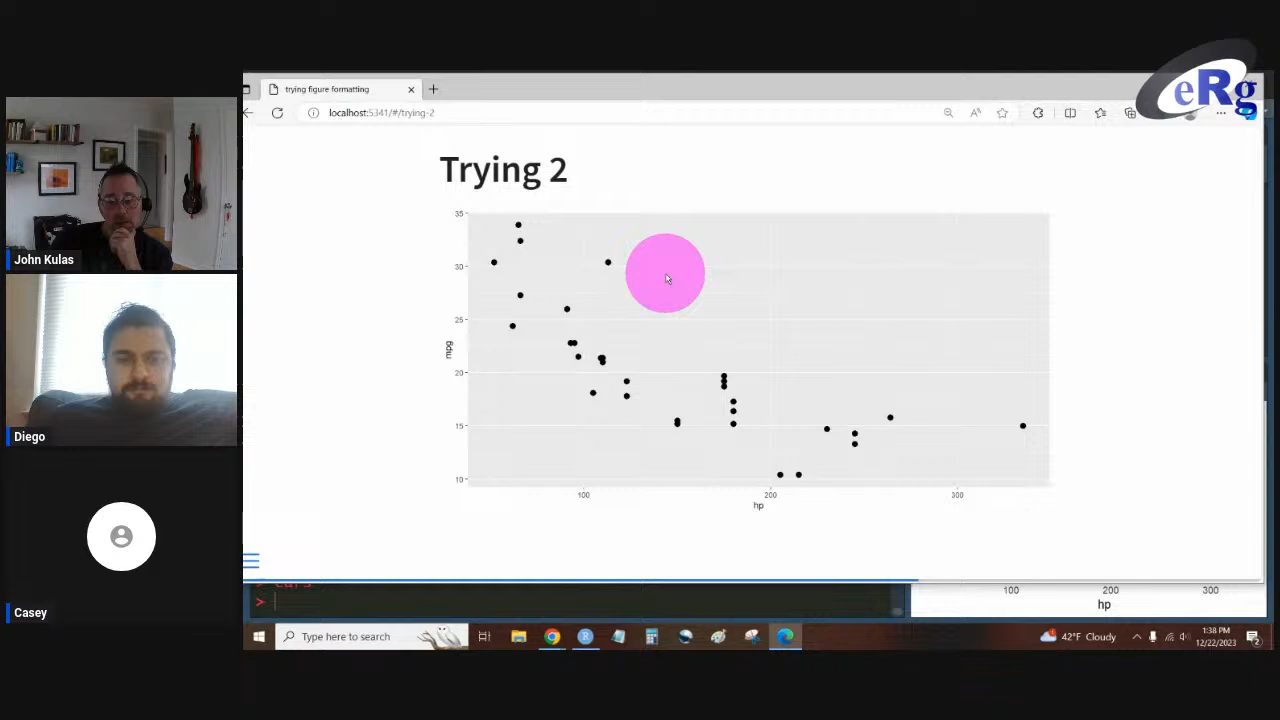 eRg
trying figure formatting
localhost:5341/#/trying-2
Trying 2
35
30
25
20
15
10
mpg
100
200
300
hp
John Kulas
Diego
Casey
>
100
200
300
hp
Type here to search
42°F Cloudy
1:38 PM
12/22/2023
2